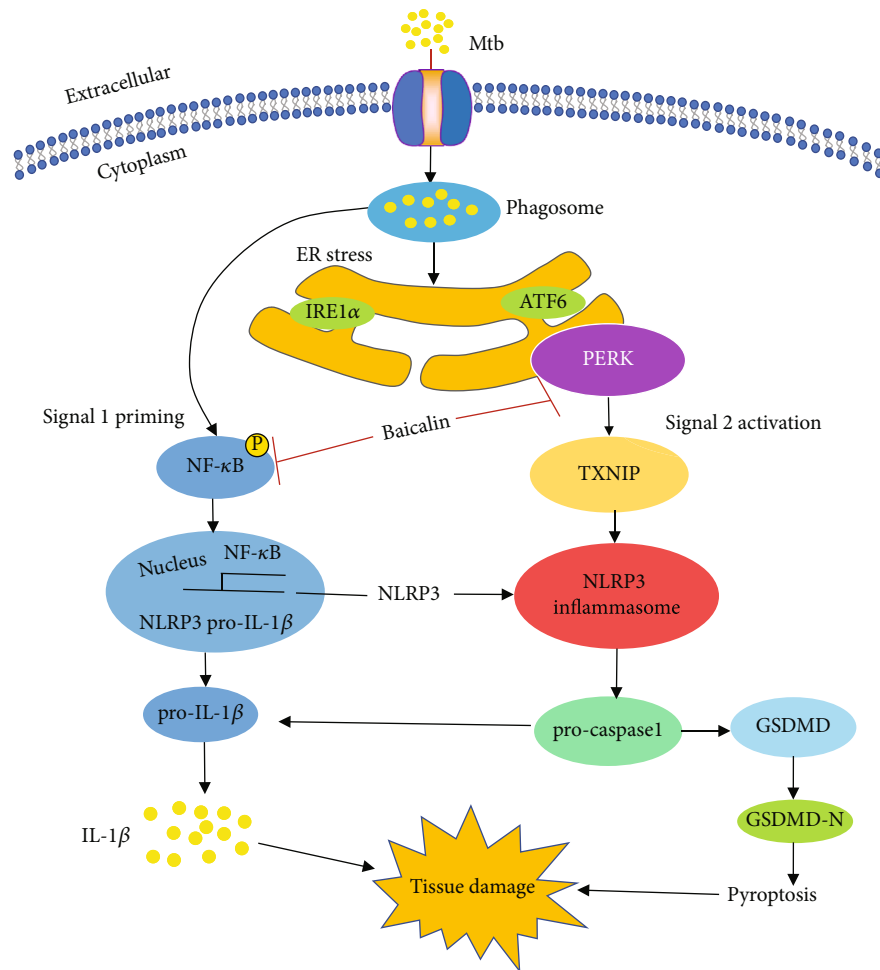 Mtb
Extracellular
Cytoplasm
Phagosome
ER stress
IRE1α
ATF6
PERK
Signal 1 priming
Baicalin
Signal 2 activation
P
NF-κB
TXNIP
Nucleus
NF-κB
NLRP3 pro-IL-1β
NLRP3
NLRP3
inflammasome
pro-IL-1β
pro-caspase1
GSDMD
GSDMD-N
IL-1β
Tissue damage
Pyroptosis